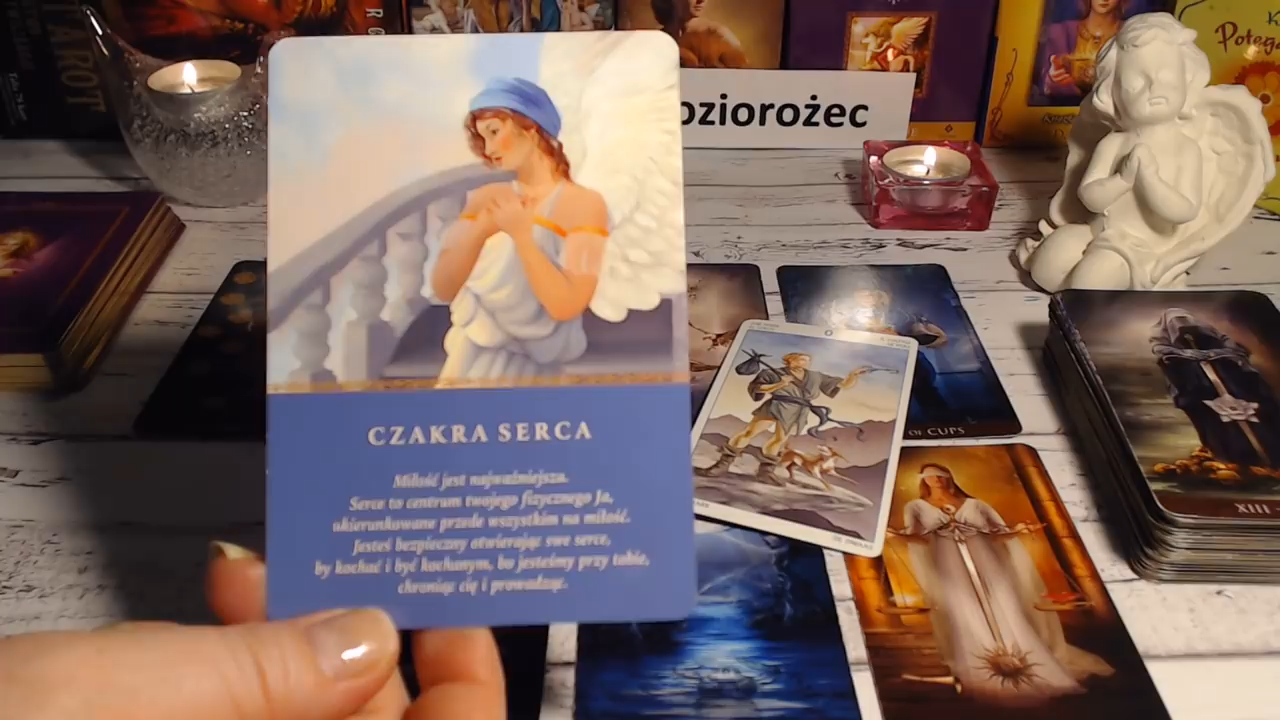 TAROT
Potęga
oziorożec
CZAKRA SERCA
Miłość jest najważniejsza.
Serce to centrum twojego fizycznego Ja,
ukierunkowane przede wszystkim na miłość.
Jesteś bezpieczny otwierając swe serce,
by kochać i być kochanym, bo jesteśmy przy tobie,
chroniąc cię i prowadząc.
OF CUPS
XIII